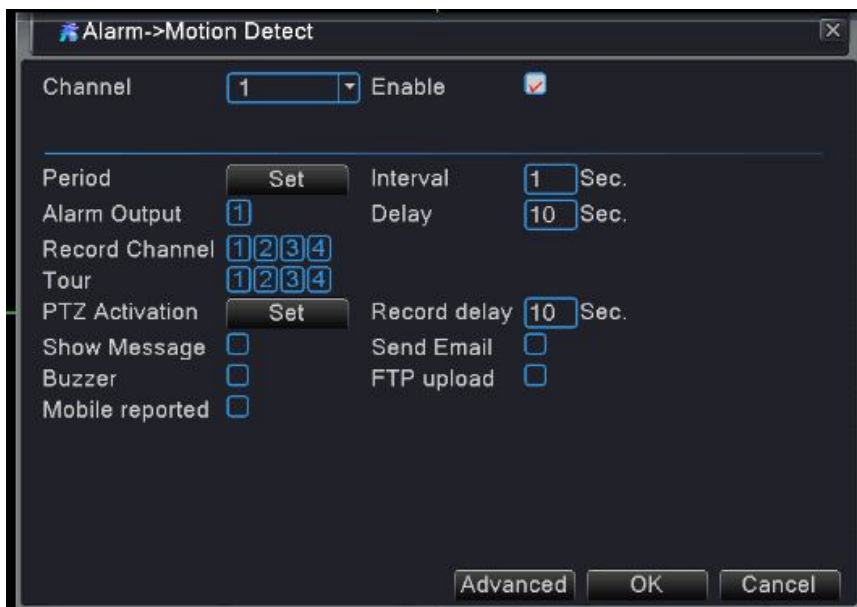 Alarm->Motion Detect
Channel 1 Enable
Period Set Interval 1 Sec.
Alarm Output 1 Delay 10 Sec.
Record Channel 1 2 3 4
Tour 1 2 3 4
PTZ Activation Set Record delay 10 Sec.
Show Message Send Email
Buzzer FTP upload
Mobile reported
Advanced OK Cancel